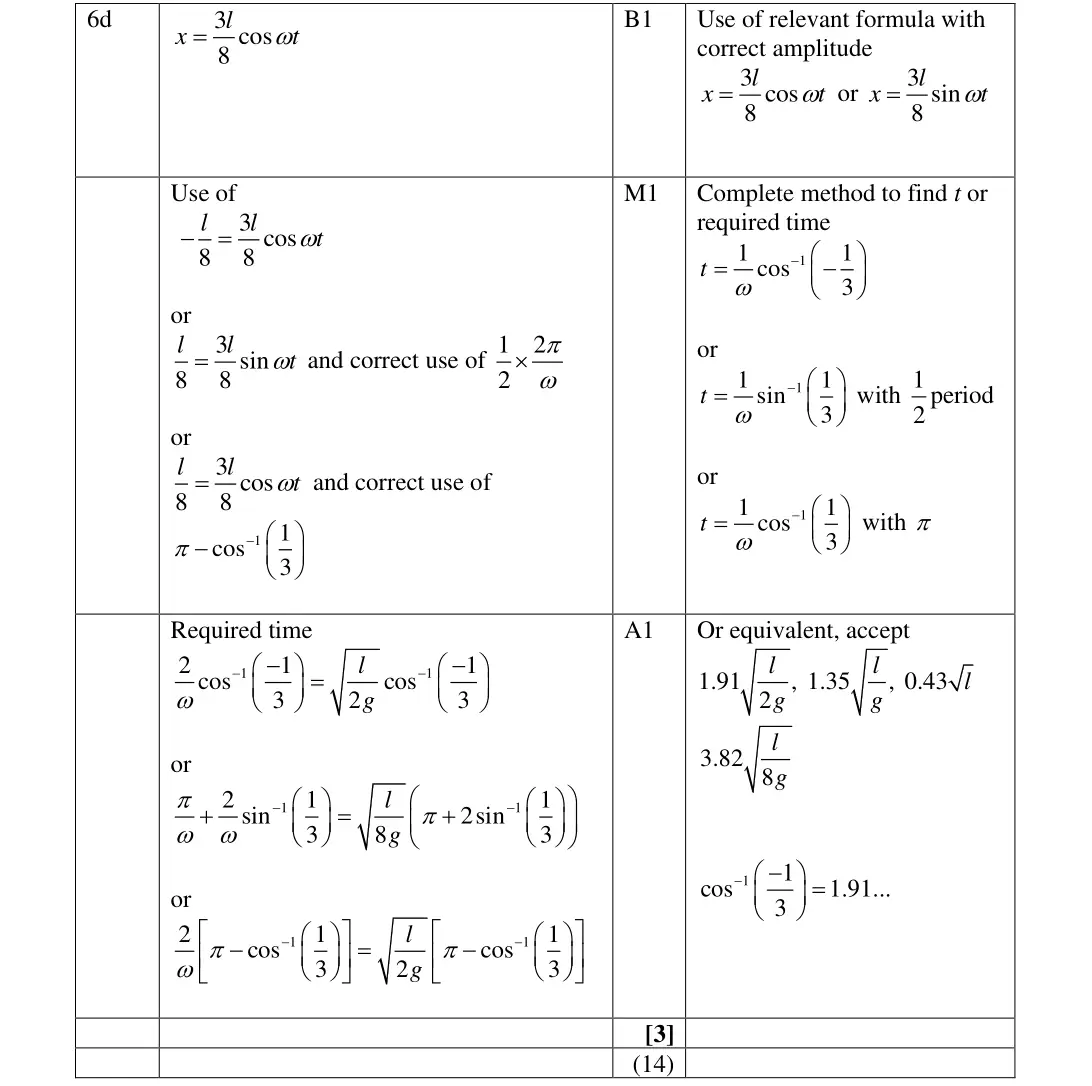 6d
x = 3l/8 cos ωt
B1
Use of relevant formula with
correct amplitude
x = 3l/8 cos ωt or x = 3l/8 sin ωt
Use of
−l/8 = 3l/8 cos ωt
or
l/8 = 3l/8 sin ωt and correct use of 1/2 × 2π/ω
or
l/8 = 3l/8 cos ωt and correct use of
π − cos⁻¹(1/3)
M1
Complete method to find t or
required time
t = 1/ω cos⁻¹(−1/3)
or
t = 1/ω sin⁻¹(1/3) with 1/2 period
or
t = 1/ω cos⁻¹(1/3) with π
Required time
2/ω cos⁻¹(−1/3) = √(l/2g) cos⁻¹(−1/3)
or
π/ω + 2/ω sin⁻¹(1/3) = √(l/8g) (π + 2sin⁻¹(1/3))
or
2/ω [π − cos⁻¹(1/3)] = √(l/2g) [π − cos⁻¹(1/3)]
A1
Or equivalent, accept
1.91√(l/2g), 1.35√(l/g), 0.43√l
3.82√(l/8g)
cos⁻¹(−1/3) = 1.91...
[3]
(14)